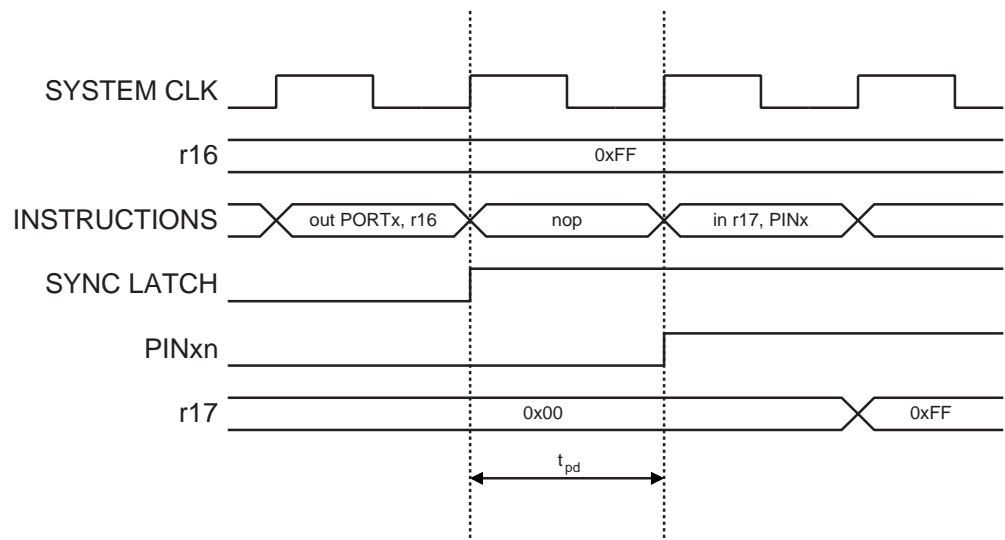 SYSTEM CLK
r16 0xFF
INSTRUCTIONS out PORTx, r16 nop in r17, PINx
SYNC LATCH
PINxn
r17 0x00 0xFF
tpd